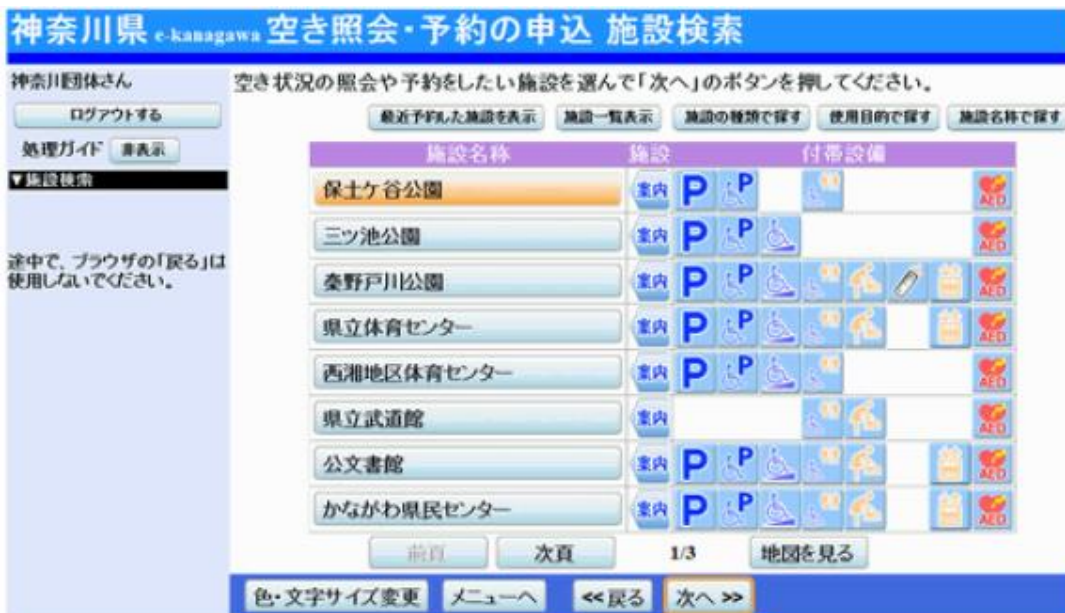 神奈川県 e-kanagawa 空き照会・予約の申込 施設検索
神奈川団体さん
ログアウトする
処理ガイド 非表示
▼施設検索
途中で、ブラウザの「戻る」は
使用しないでください。
空き状況の照会や予約をしたい施設を選んで「次へ」のボタンを押してください。
最近予約した施設を表示 施設一覧表示 施設の種類で探す 使用目的で探す 施設名称で探す
施設名称 施設 付帯設備
保土ケ谷公園 案内 P P AED
三ツ池公園 案内 P P AED
秦野戸川公園 案内 P P AED
県立体育センター 案内 P P AED
西湘地区体育センター 案内 P P AED
県立武道館 案内 AED
公文書館 案内 P P AED
かながわ県民センター 案内 P P AED
前頁 次頁 1/3 地図を見る
色・文字サイズ変更 メニューへ <<戻る 次へ>>